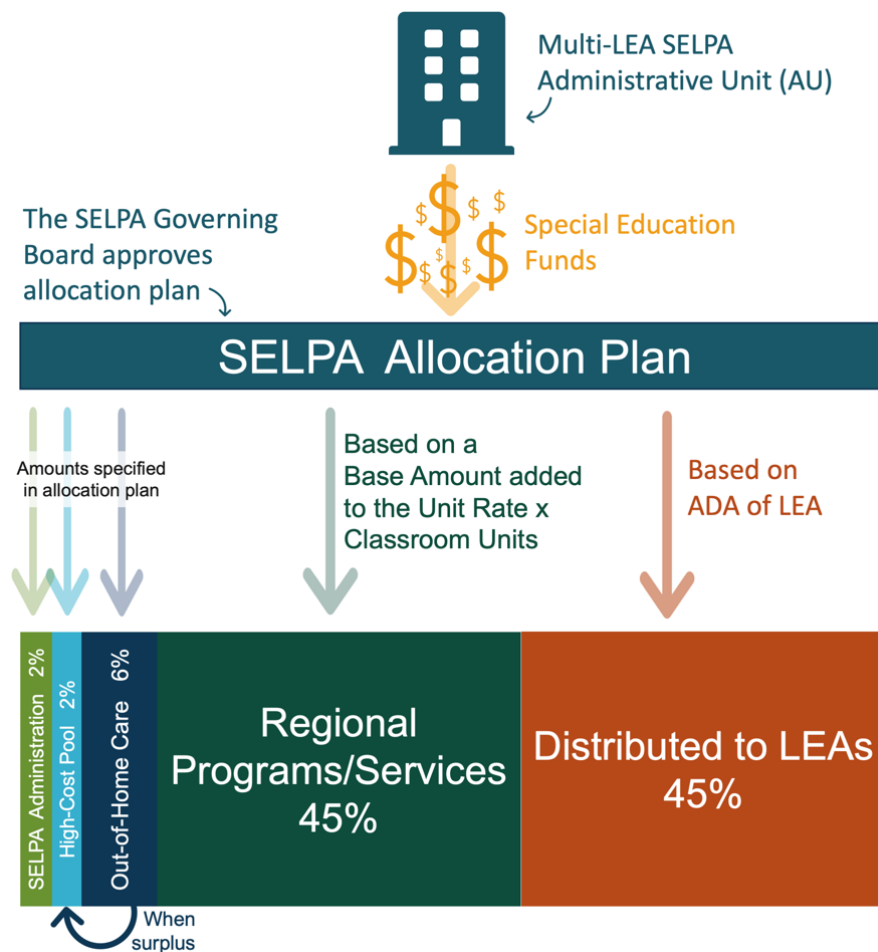 Multi-LEA SELPA
Administrative Unit (AU)
$ $ $ $ $ $ $ $ $ $
Special Education
Funds
The SELPA Governing
Board approves
allocation plan
SELPA Allocation Plan
Amounts specified
in allocation plan
Based on a
Base Amount added
to the Unit Rate x
Classroom Units
Based on
ADA of LEA
SELPA Administration 2%
High-Cost Pool 2%
Out-of-Home Care 6%
Regional
Programs/Services
45%
Distributed to LEAs
45%
When
surplus